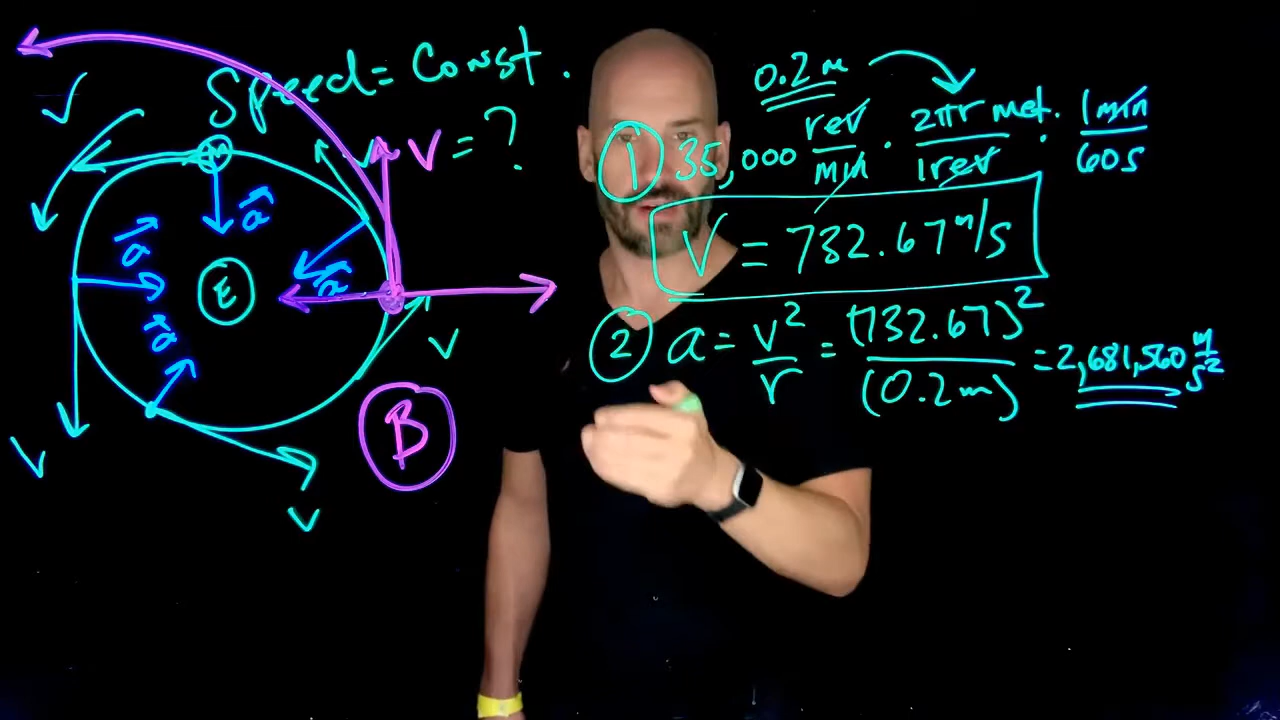 Speed = Const.
V = ?
V
V
V
V
V
a
a
a
a
E
M
B
0.2 m
① 35,000 rev/min · 2πr met./1 rev · 1 min/60 s
V = 732.67 m/s
② a = v²/r = (732.67)²/(0.2 m) = 2,681,560 m/s²